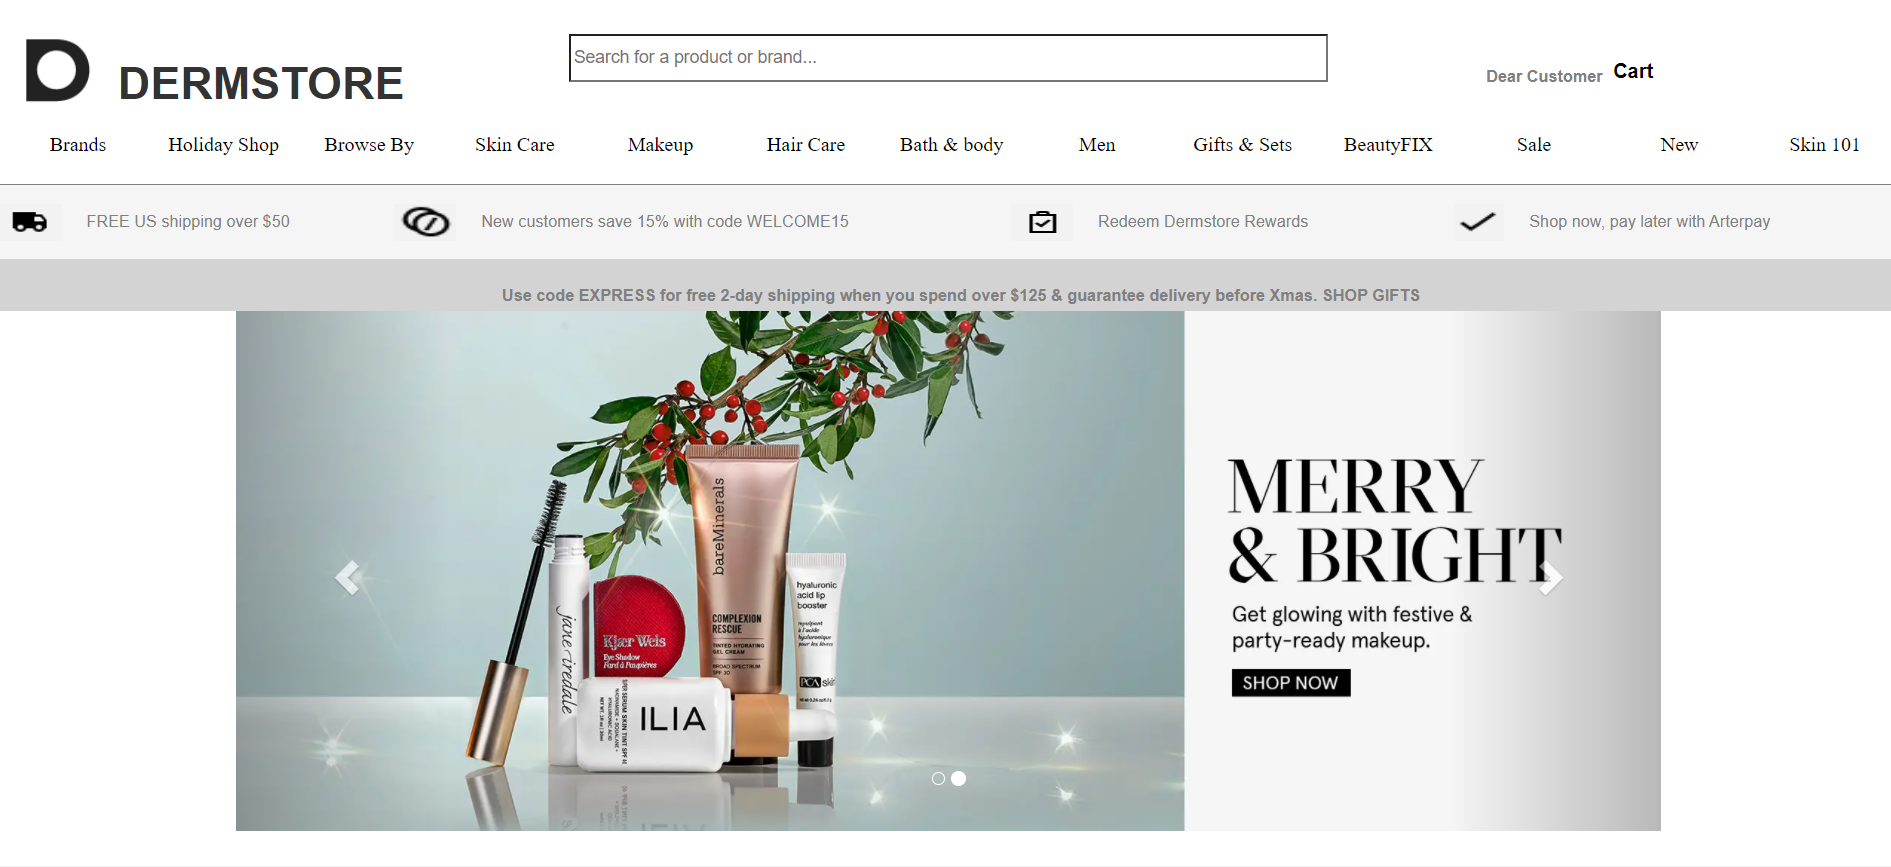 DERMSTORE
Search for a product or brand...
Dear Customer Cart
Brands Holiday Shop Browse By Skin Care Makeup Hair Care Bath & body Men Gifts & Sets BeautyFIX Sale New Skin 101
FREE US shipping over $50
New customers save 15% with code WELCOME15
Redeem Dermstore Rewards
Shop now, pay later with Arterpay
Use code EXPRESS for free 2-day shipping when you spend over $125 & guarantee delivery before Xmas. SHOP GIFTS
jane iredale
Kjær Weis
Eye Shadow
Fard à Paupières
bareMinerals
COMPLEXION
RESCUE
TINTED HYDRATING
GEL CREAM
BROAD SPECTRUM
SPF 30
hyaluronic
acid lip
booster
PCA skin
ILIA
MERRY
& BRIGHT
Get glowing with festive &
party-ready makeup.
SHOP NOW